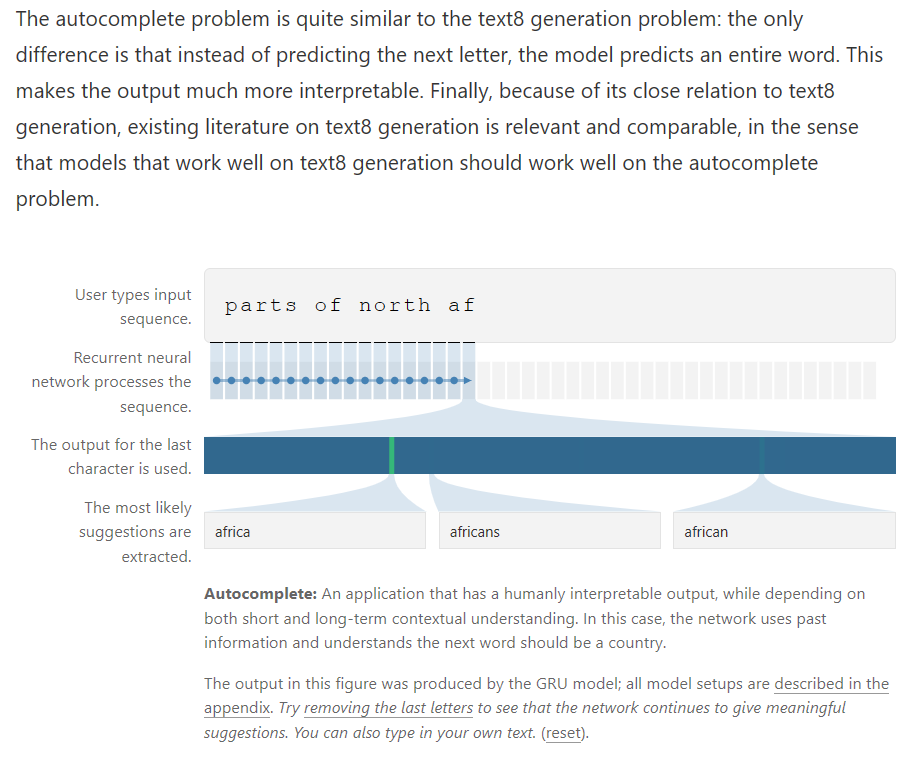 The autocomplete problem is quite similar to the text8 generation problem: the only
difference is that instead of predicting the next letter, the model predicts an entire word. This
makes the output much more interpretable. Finally, because of its close relation to text8
generation, existing literature on text8 generation is relevant and comparable, in the sense
that models that work well on text8 generation should work well on the autocomplete
problem.
User types input
sequence.
parts of north af
Recurrent neural
network processes the
sequence.
The output for the last
character is used.
The most likely
suggestions are
extracted.
africa
africans
african
Autocomplete: An application that has a humanly interpretable output, while depending on
both short and long-term contextual understanding. In this case, the network uses past
information and understands the next word should be a country.
The output in this figure was produced by the GRU model; all model setups are described in the
appendix. Try removing the last letters to see that the network continues to give meaningful
suggestions. You can also type in your own text. (reset).